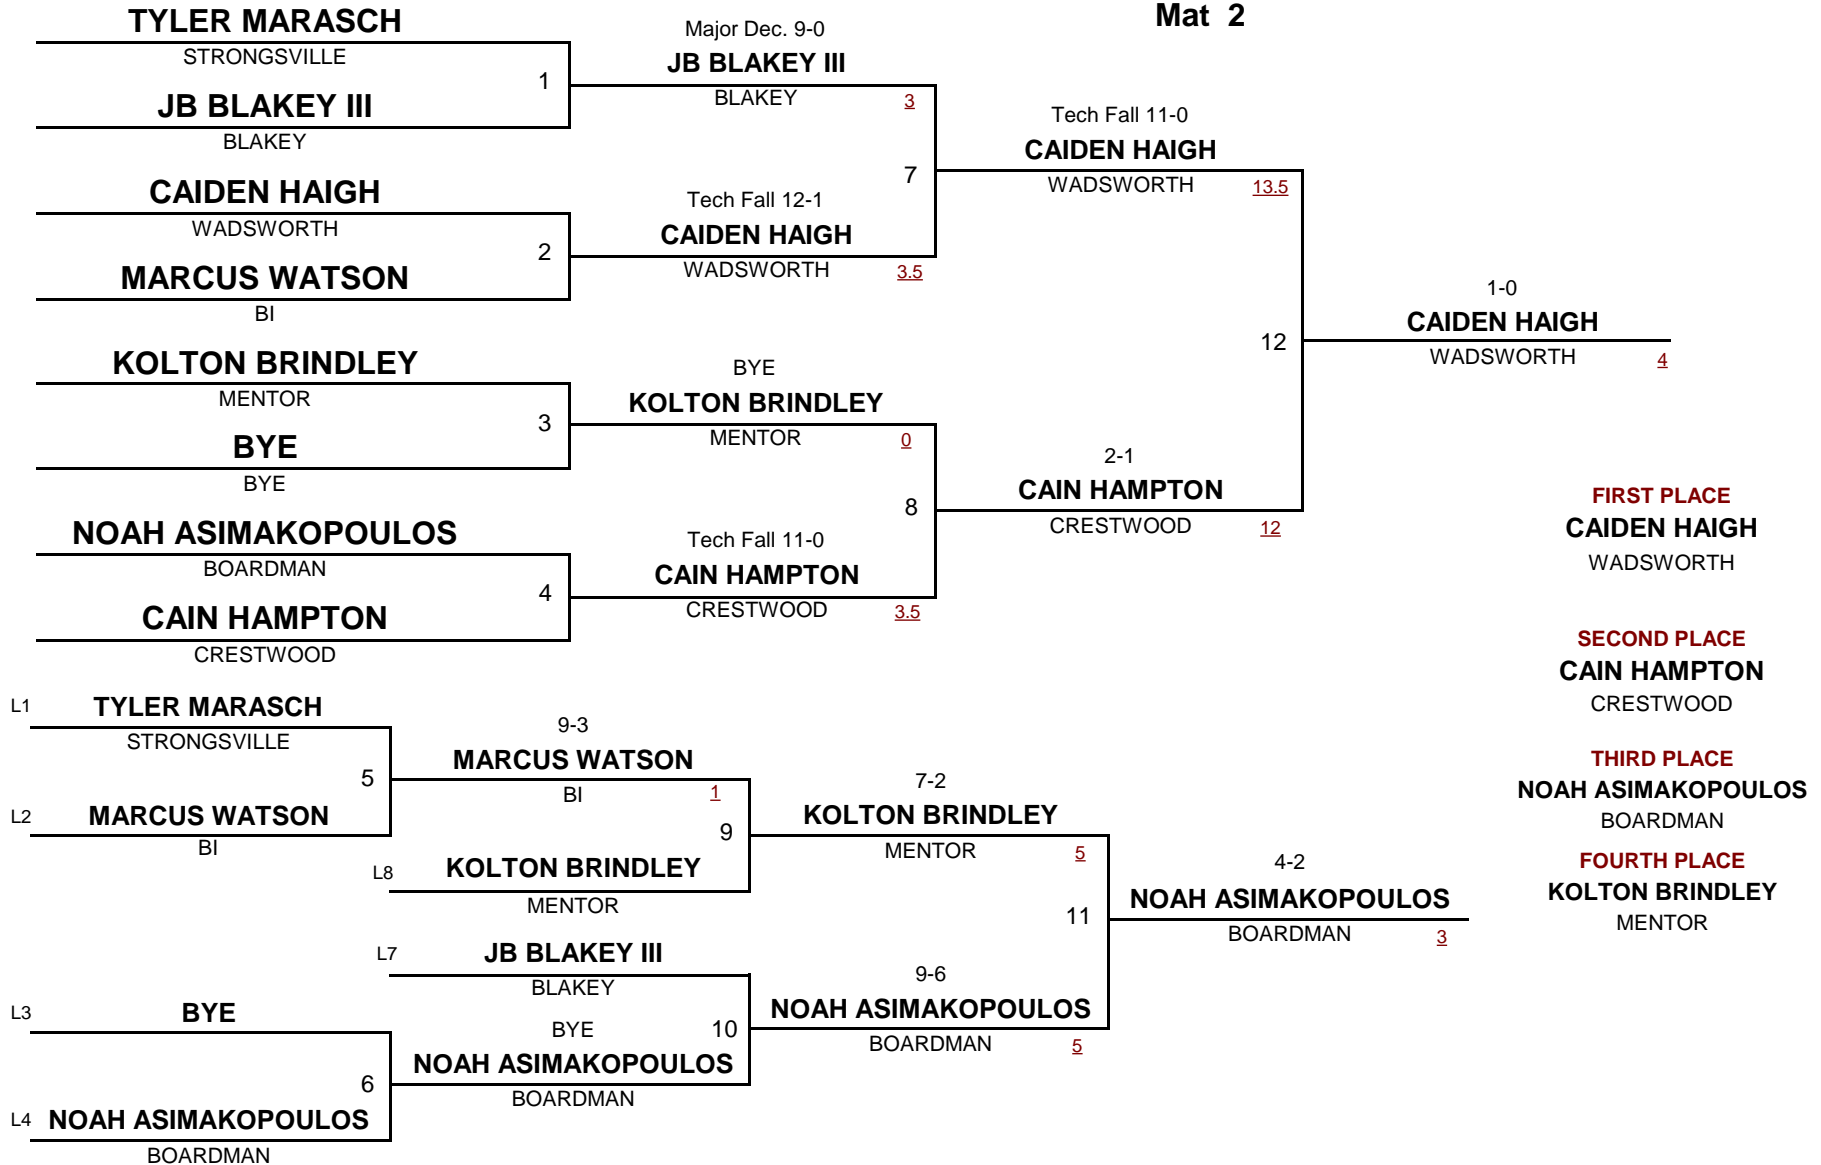 Mat 2
TYLER MARASCH
STRONGSVILLE
1
JB BLAKEY III
BLAKEY
CAIDEN HAIGH
WADSWORTH
2
MARCUS WATSON
BI
KOLTON BRINDLEY
MENTOR
3
BYE
BYE
NOAH ASIMAKOPOULOS
BOARDMAN
4
CAIN HAMPTON
CRESTWOOD
Major Dec. 9-0
JB BLAKEY III
BLAKEY 3
7
Tech Fall 12-1
CAIDEN HAIGH
WADSWORTH 3.5
BYE
KOLTON BRINDLEY
MENTOR 0
8
Tech Fall 11-0
CAIN HAMPTON
CRESTWOOD 3.5
Tech Fall 11-0
CAIDEN HAIGH
WADSWORTH 13.5
12
2-1
CAIN HAMPTON
CRESTWOOD 12
1-0
CAIDEN HAIGH
WADSWORTH 4
FIRST PLACE
CAIDEN HAIGH
WADSWORTH
SECOND PLACE
CAIN HAMPTON
CRESTWOOD
THIRD PLACE
NOAH ASIMAKOPOULOS
BOARDMAN
FOURTH PLACE
KOLTON BRINDLEY
MENTOR
L1 TYLER MARASCH
STRONGSVILLE
5
L2 MARCUS WATSON
BI
L3 BYE
6
L4 NOAH ASIMAKOPOULOS
BOARDMAN
9-3
MARCUS WATSON
BI 1
9
L8 KOLTON BRINDLEY
MENTOR
L7 JB BLAKEY III
BLAKEY
BYE 10
NOAH ASIMAKOPOULOS
BOARDMAN
7-2
KOLTON BRINDLEY
MENTOR 5
11
9-6
NOAH ASIMAKOPOULOS
BOARDMAN 5
4-2
NOAH ASIMAKOPOULOS
BOARDMAN 3